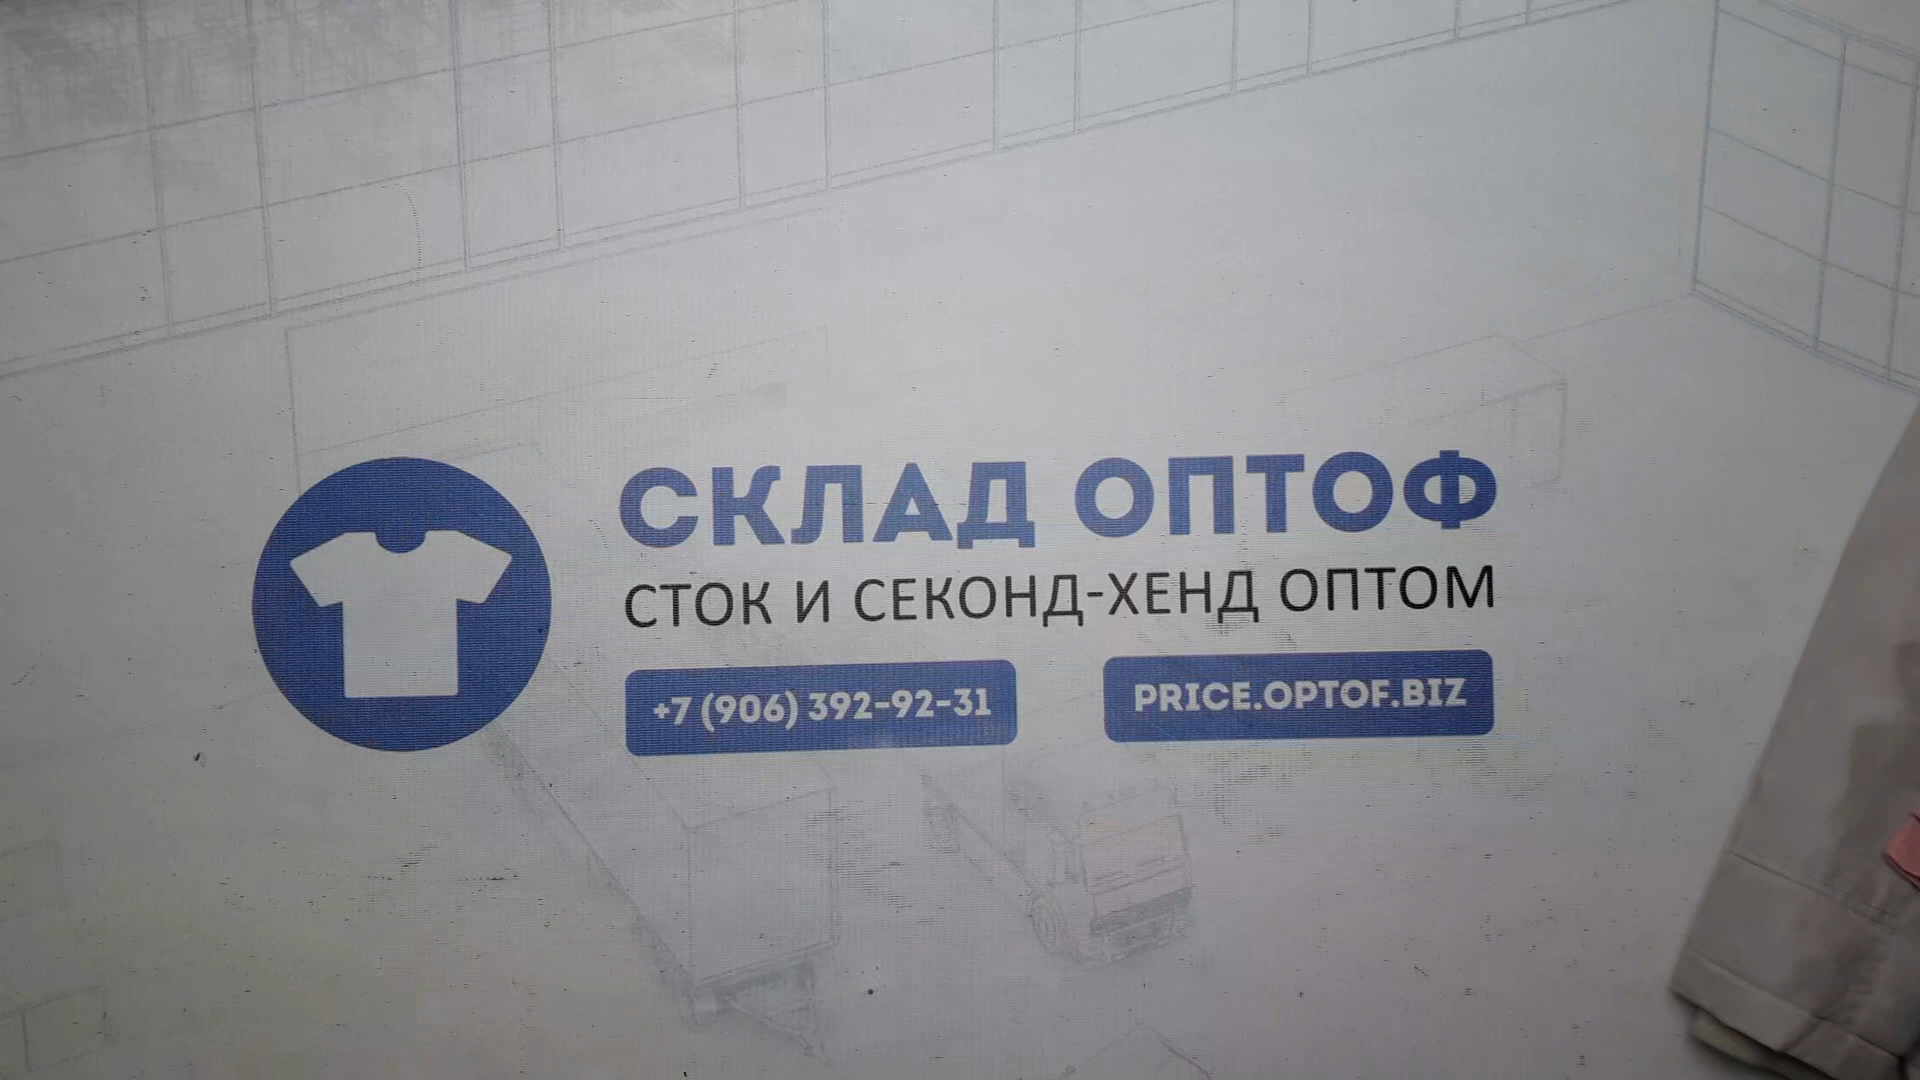 СКЛАД ОПТОФ
СТОК И СЕКОНД-ХЕНД ОПТОМ
+7 (906) 392-92-31
PRICE.OPTOF.BIZ